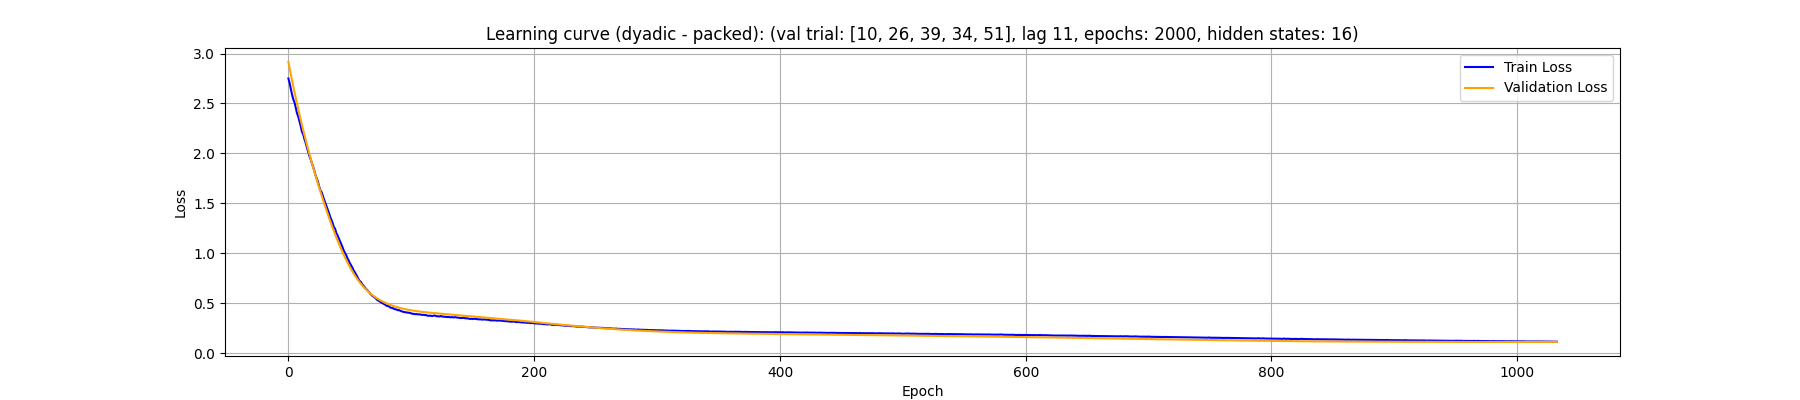 Learning curve (dyadic - packed): (val trial: [10, 26, 39, 34, 51], lag 11, epochs: 2000, hidden states: 16)
Train Loss
Validation Loss
Loss
3.0
2.5
2.0
1.5
1.0
0.5
0.0
0 200 400 600 800 1000
Epoch